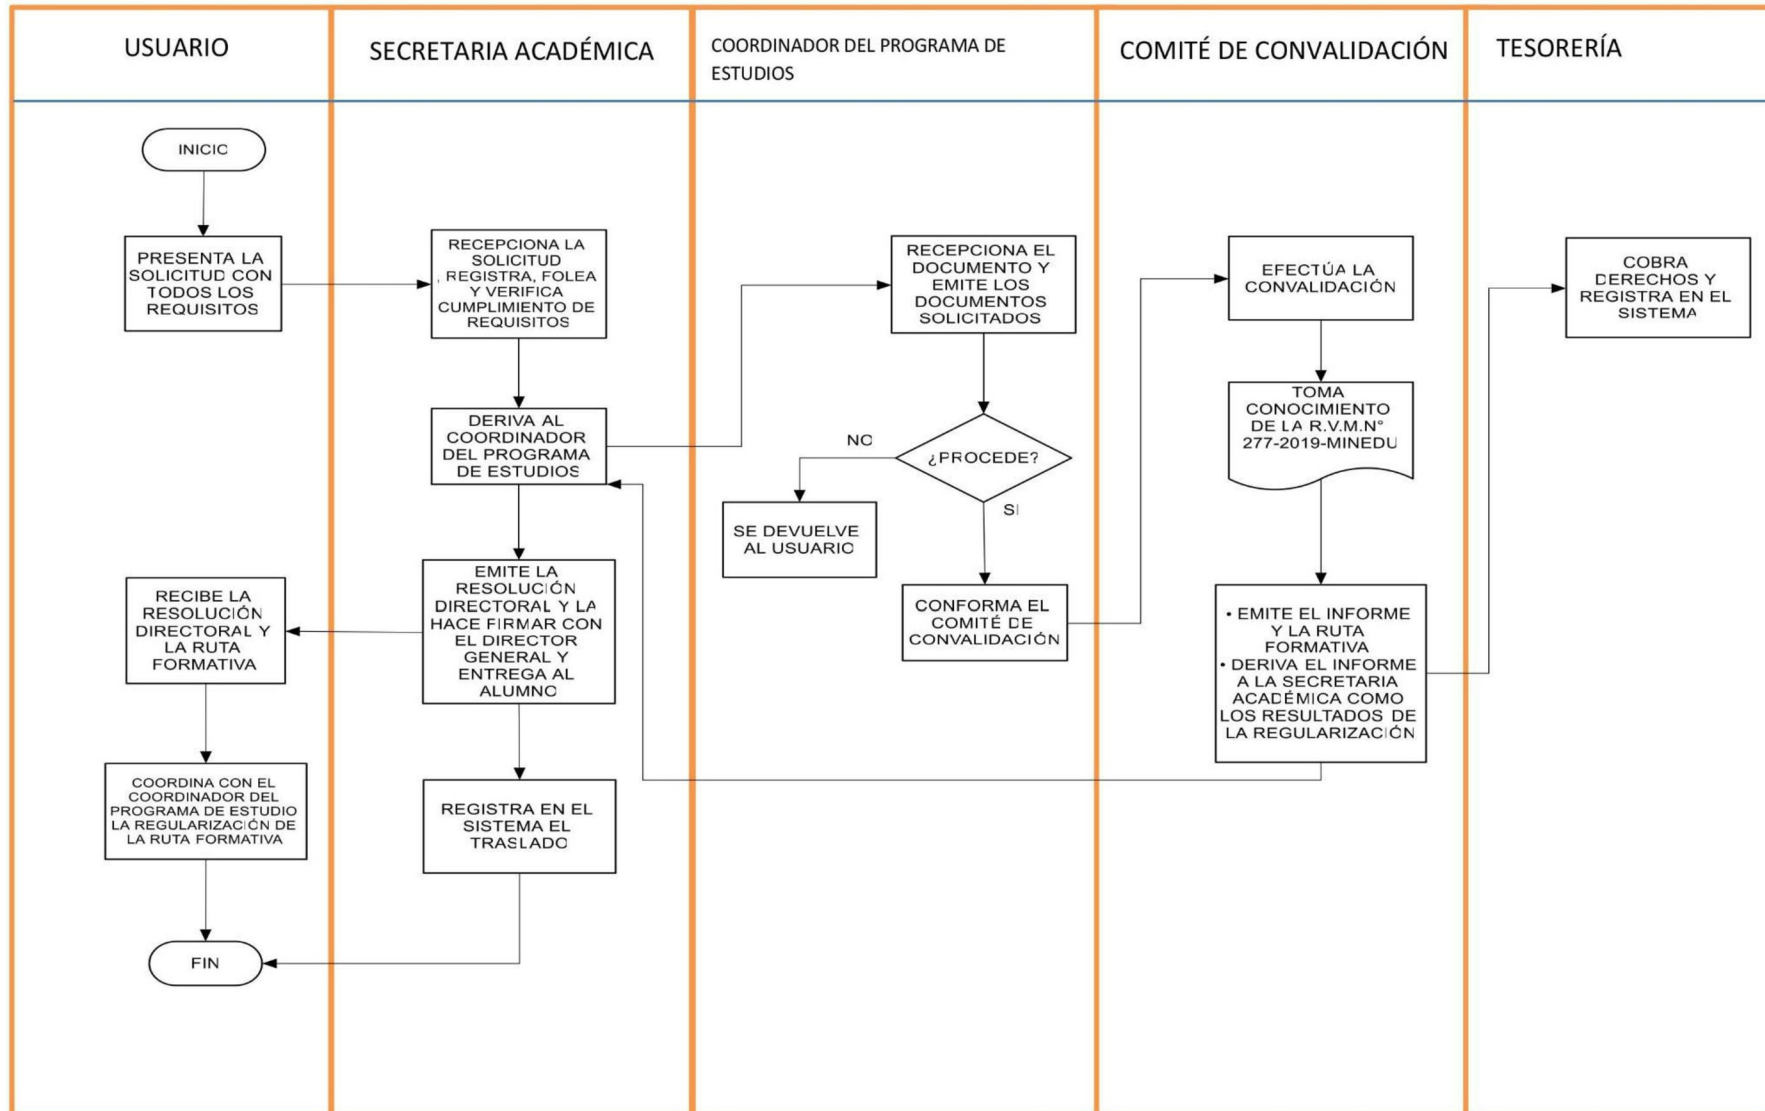 USUARIO
SECRETARIA ACADÉMICA
COORDINADOR DEL PROGRAMA DE
ESTUDIOS
COMITÉ DE CONVALIDACIÓN
TESORERÍA
INICIO
PRESENTA LA
SOLICITUD CON
TODOS LOS
REQUISITOS
RECEPCIONA LA
SOLICITUD
, REGISTRA, FOLEA
Y VERIFICA
CUMPLIMIENTO DE
REQUISITOS
RECEPCIONA EL
DOCUMENTO Y
EMITE LOS
DOCUMENTOS
SOLICITADOS
EFECTÚA LA
CONVALIDACIÓN
COBRA
DERECHOS Y
REGISTRA EN EL
SISTEMA
DERIVA AL
COORDINADOR
DEL PROGRAMA
DE ESTUDIOS
NO
¿PROCEDE?
SI
SE DEVUELVE
AL USUARIO
TOMA
CONOCIMIENTO
DE LA R.V.M.N°
277-2019-MINEDU
RECIBE LA
RESOLUCIÓN
DIRECTORAL Y
LA RUTA
FORMATIVA
EMITE LA
RESOLUCIÓN
DIRECTORAL Y LA
HACE FIRMAR CON
EL DIRECTOR
GENERAL Y
ENTREGA AL
ALUMNO
CONFORMA EL
COMITÉ DE
CONVALIDACIÓN
• EMITE EL INFORME
Y LA RUTA
FORMATIVA
• DERIVA EL INFORME
A LA SECRETARIA
ACADÉMICA COMO
LOS RESULTADOS DE
LA REGULARIZACIÓN
COORDINA CON EL
COORDINADOR DEL
PROGRAMA DE ESTUDIO
LA REGULARIZACIÓN DE
LA RUTA FORMATIVA
REGISTRA EN EL
SISTEMA EL
TRASLADO
FIN